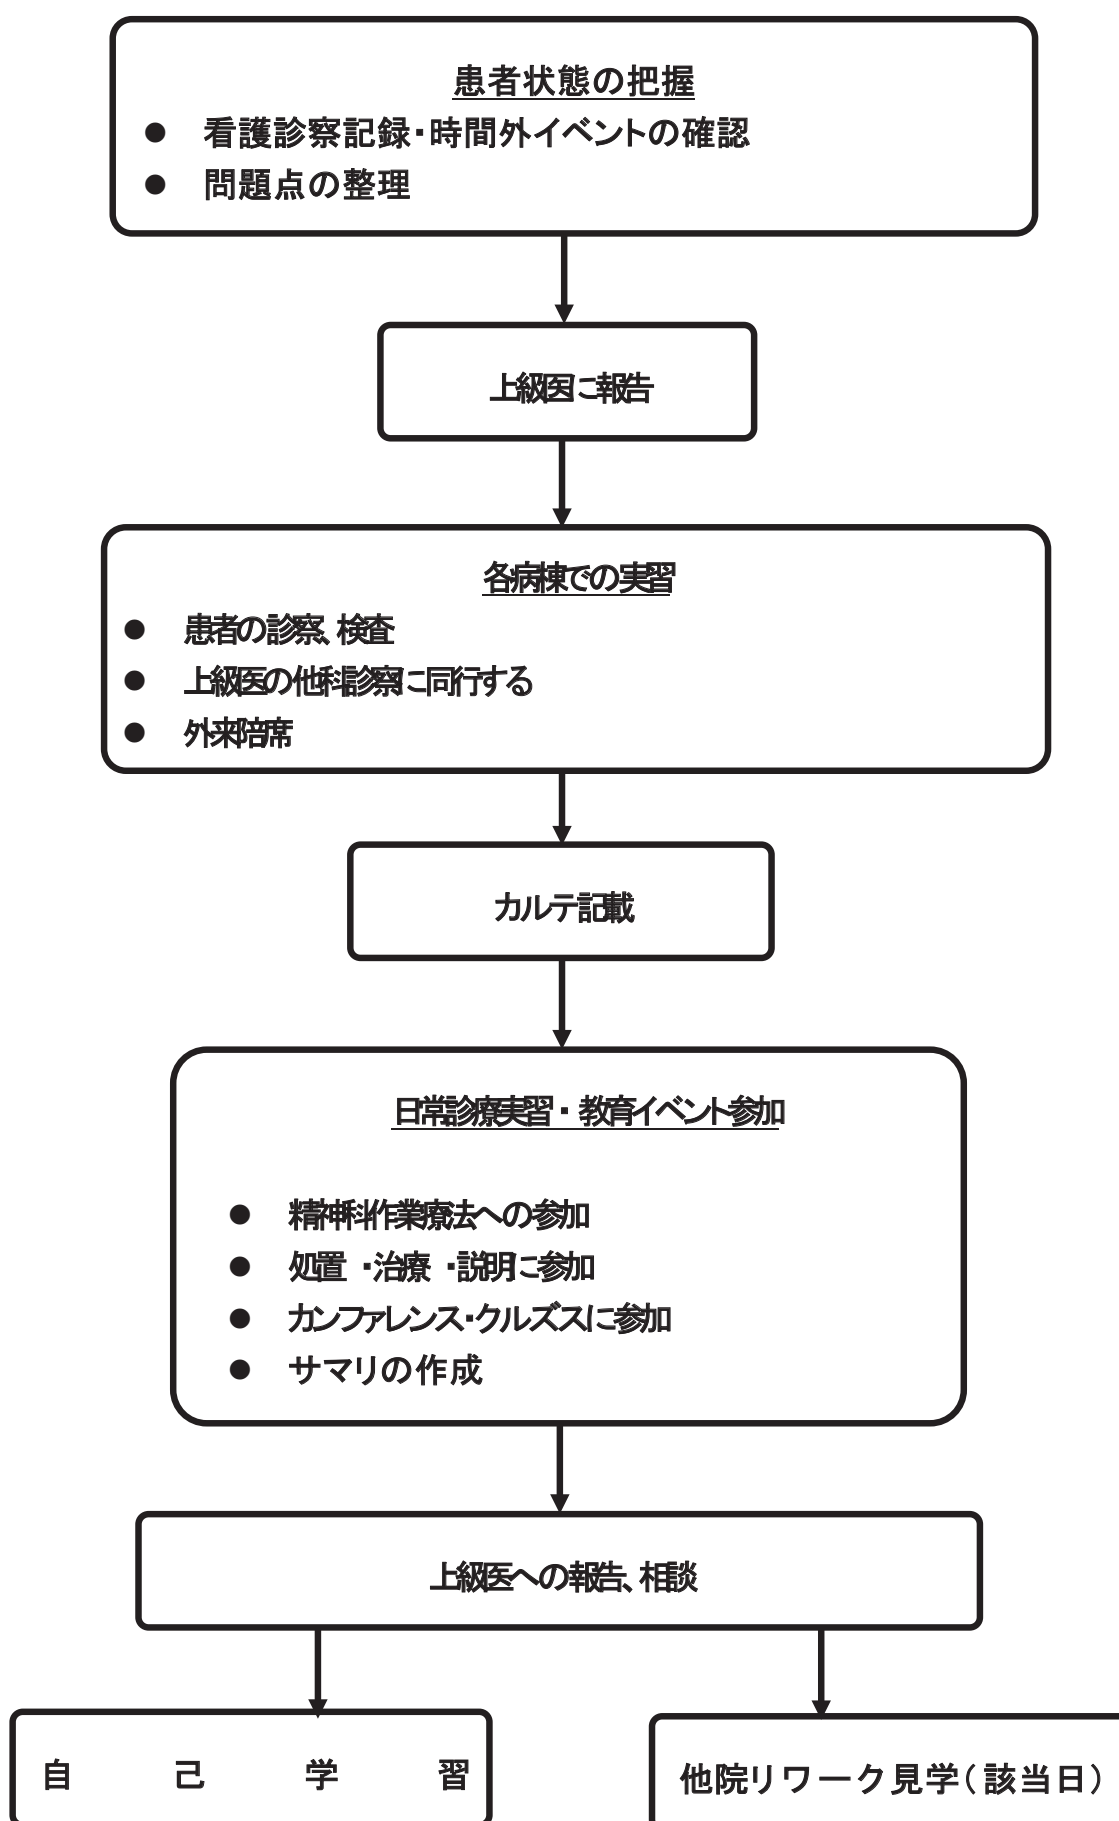 患者状態の把握
● 看護診察記録・時間外イベントの確認
● 問題点の整理
上級医に報告
各病棟での実習
● 患者の診察、検査
● 上級医の他科診察に同行する
● 外来陪席
カルテ記載
日常診療実習・教育イベント参加
● 精神科作業療法への参加
● 処置・治療・説明に参加
● カンファレンス・クルズスに参加
● サマリの作成
上級医への報告、相談
自己学習
他院リワーク見学（該当日）